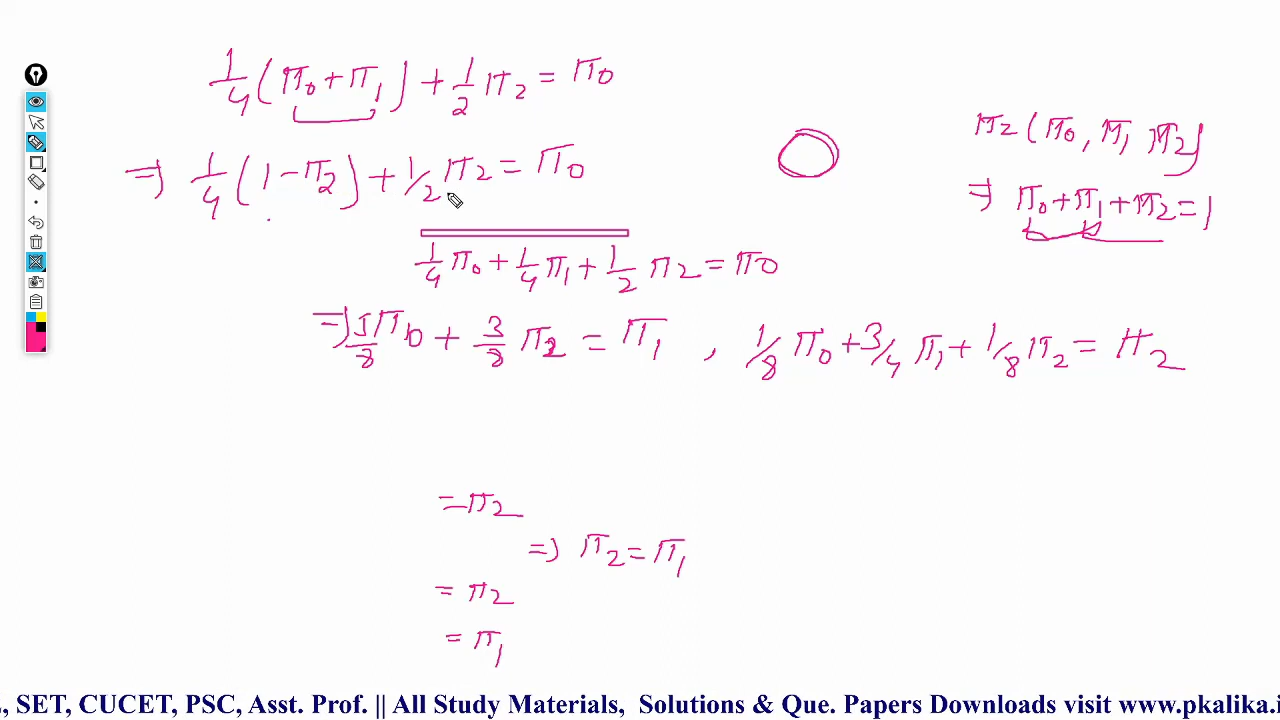 1/4 (π0 + π1) + 1/2 π2 = π0
=> 1/4 (1 - π2) + 1/2 π2 = π0
π2 (π0, π1 π2)
=> π0 + π1 + π2 = 1
1/4 π0 + 1/4 π1 + 1/2 π2 = π0
=> 5/8 π0 + 3/8 π2 = π1 , 1/8 π0 + 3/4 π1 + 1/8 π2 = π2
= π2
=> π2 = π1
= π2
= π1
, SET, CUCET, PSC, Asst. Prof. || All Study Materials, Solutions & Que. Papers Downloads visit www.pkalika.i